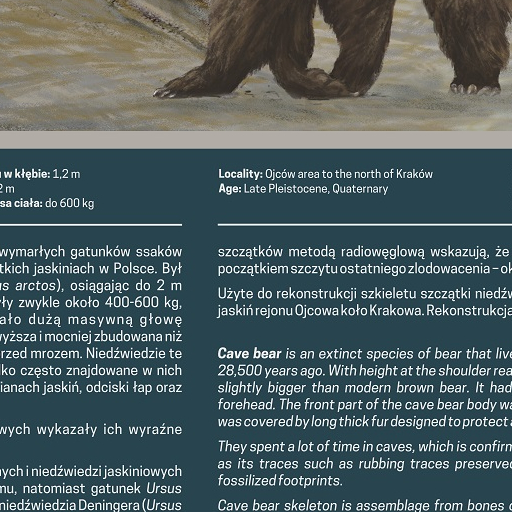 w kłębie: 1,2 m
2 m
sa ciała: do 600 kg
Locality: Ojców area to the north of Kraków
Age: Late Pleistocene, Quaternary
wymarłych gatunków ssaków
tkich jaskiniach w Polsce. Był
us arctos), osiągając do 2 m
yły zwykle około 400-600 kg,
ało dużą masywną głowę
wyższa i mocniej zbudowana niż
rzed mrozem. Niedźwiedzie te
lko często znajdowane w nich
ianach jaskiń, odciski łap oraz
wych wykazały ich wyraźne
nych i niedźwiedzi jaskiniowych
mu, natomiast gatunek Ursus
niedźwiedzia Deningera (Ursus
szczątków metodą radiowęglową wskazują, że
początkiem szczytu ostatniego zlodowacenia – ok
Użyte do rekonstrukcji szkieletu szczątki niedźw
jaskiń rejonu Ojcowa koło Krakowa. Rekonstrukcja
Cave bear is an extinct species of bear that live
28,500 years ago. With height at the shoulder rea
slightly bigger than modern brown bear. It had
forehead. The front part of the cave bear body wa
was covered by long thick fur designed to protect a
They spent a lot of time in caves, which is confirm
as its traces such as rubbing traces preserved
fossilized footprints.
Cave bear skeleton is assemblage from bones o